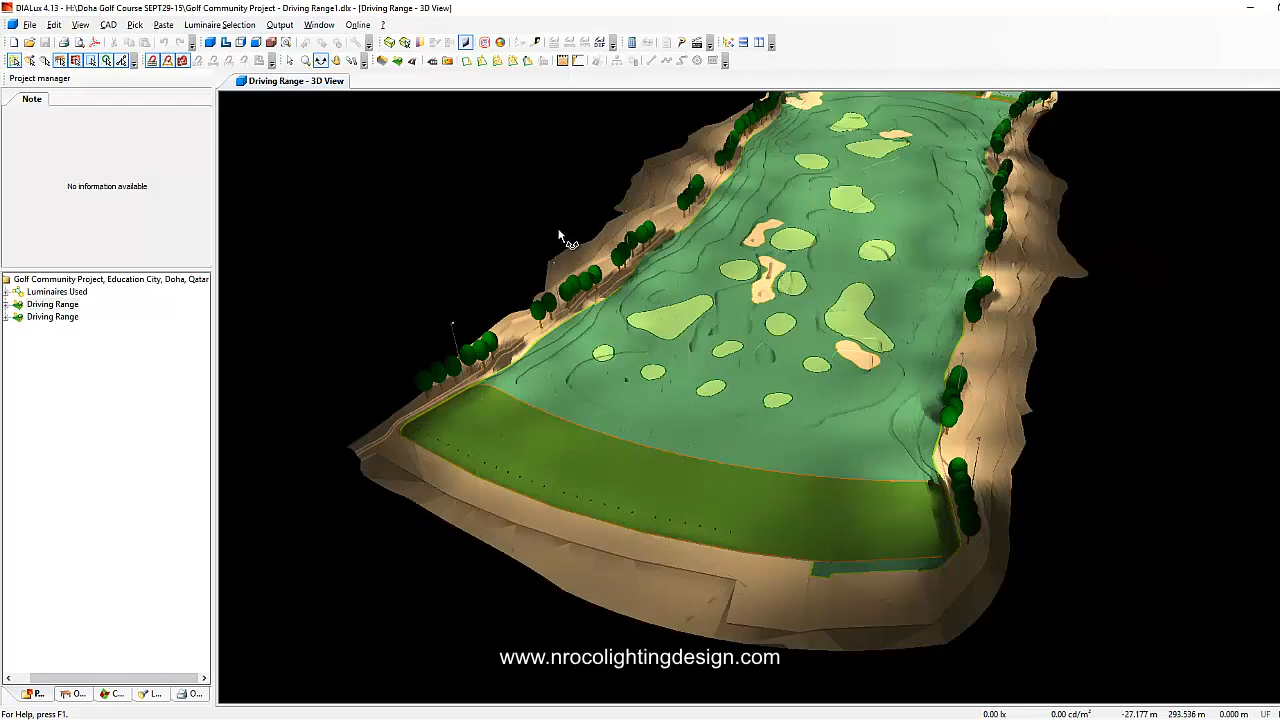 DIALux 4.13 - H:\Doha Golf Course SEPT29-15\Golf Community Project - Driving Range1.dlx - [Driving Range - 3D View]
File Edit View CAD Pick Paste Luminaire Selection Output Window Online ?
Project manager
Driving Range - 3D View
Note
No information available
Golf Community Project, Education City, Doha, Qatar
Luminaires Used
Driving Range
Driving Range
www.nrocolightingdesign.com
P... O... C... L... O...
For Help, press F1.
0.00 lx 0.00 cd/m² -27.177 m 293.536 m 0.000 m UF